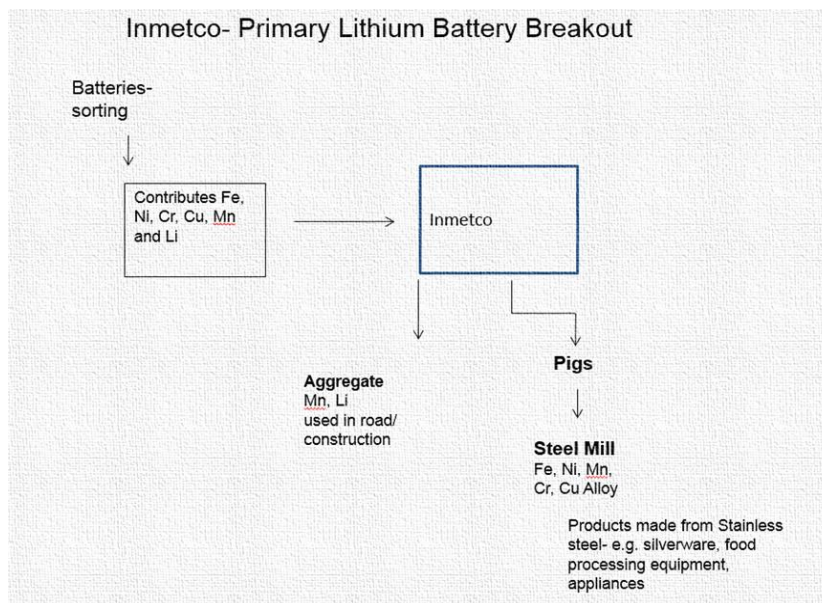 Inmetco- Primary Lithium Battery Breakout
Batteries-
sorting
Contributes Fe,
Ni, Cr, Cu, Mn
and Li
Inmetco
Aggregate
Mn, Li
used in road/
construction
Pigs
Steel Mill
Fe, Ni, Mn,
Cr, Cu Alloy
Products made from Stainless
steel- e.g. silverware, food
processing equipment,
appliances